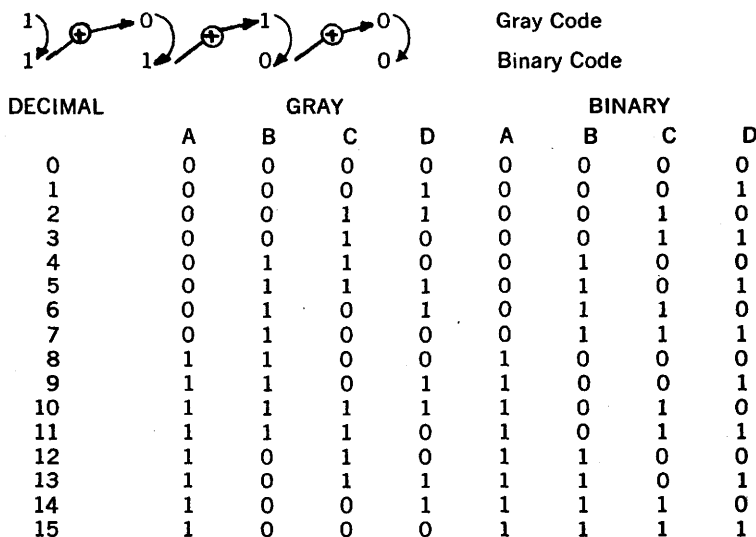 1 0 1 0 Gray Code
1 1 0 0 Binary Code
DECIMAL GRAY BINARY
A B C D A B C D
0 0 0 0 0 0 0 0 0
1 0 0 0 1 0 0 0 1
2 0 0 1 1 0 0 1 0
3 0 0 1 0 0 0 1 1
4 0 1 1 0 0 1 0 0
5 0 1 1 1 0 1 0 1
6 0 1 0 1 0 1 1 0
7 0 1 0 0 0 1 1 1
8 1 1 0 0 1 0 0 0
9 1 1 0 1 1 0 0 1
10 1 1 1 1 1 0 1 0
11 1 1 1 0 1 0 1 1
12 1 0 1 0 1 1 0 0
13 1 0 1 1 1 1 0 1
14 1 0 0 1 1 1 1 0
15 1 0 0 0 1 1 1 1